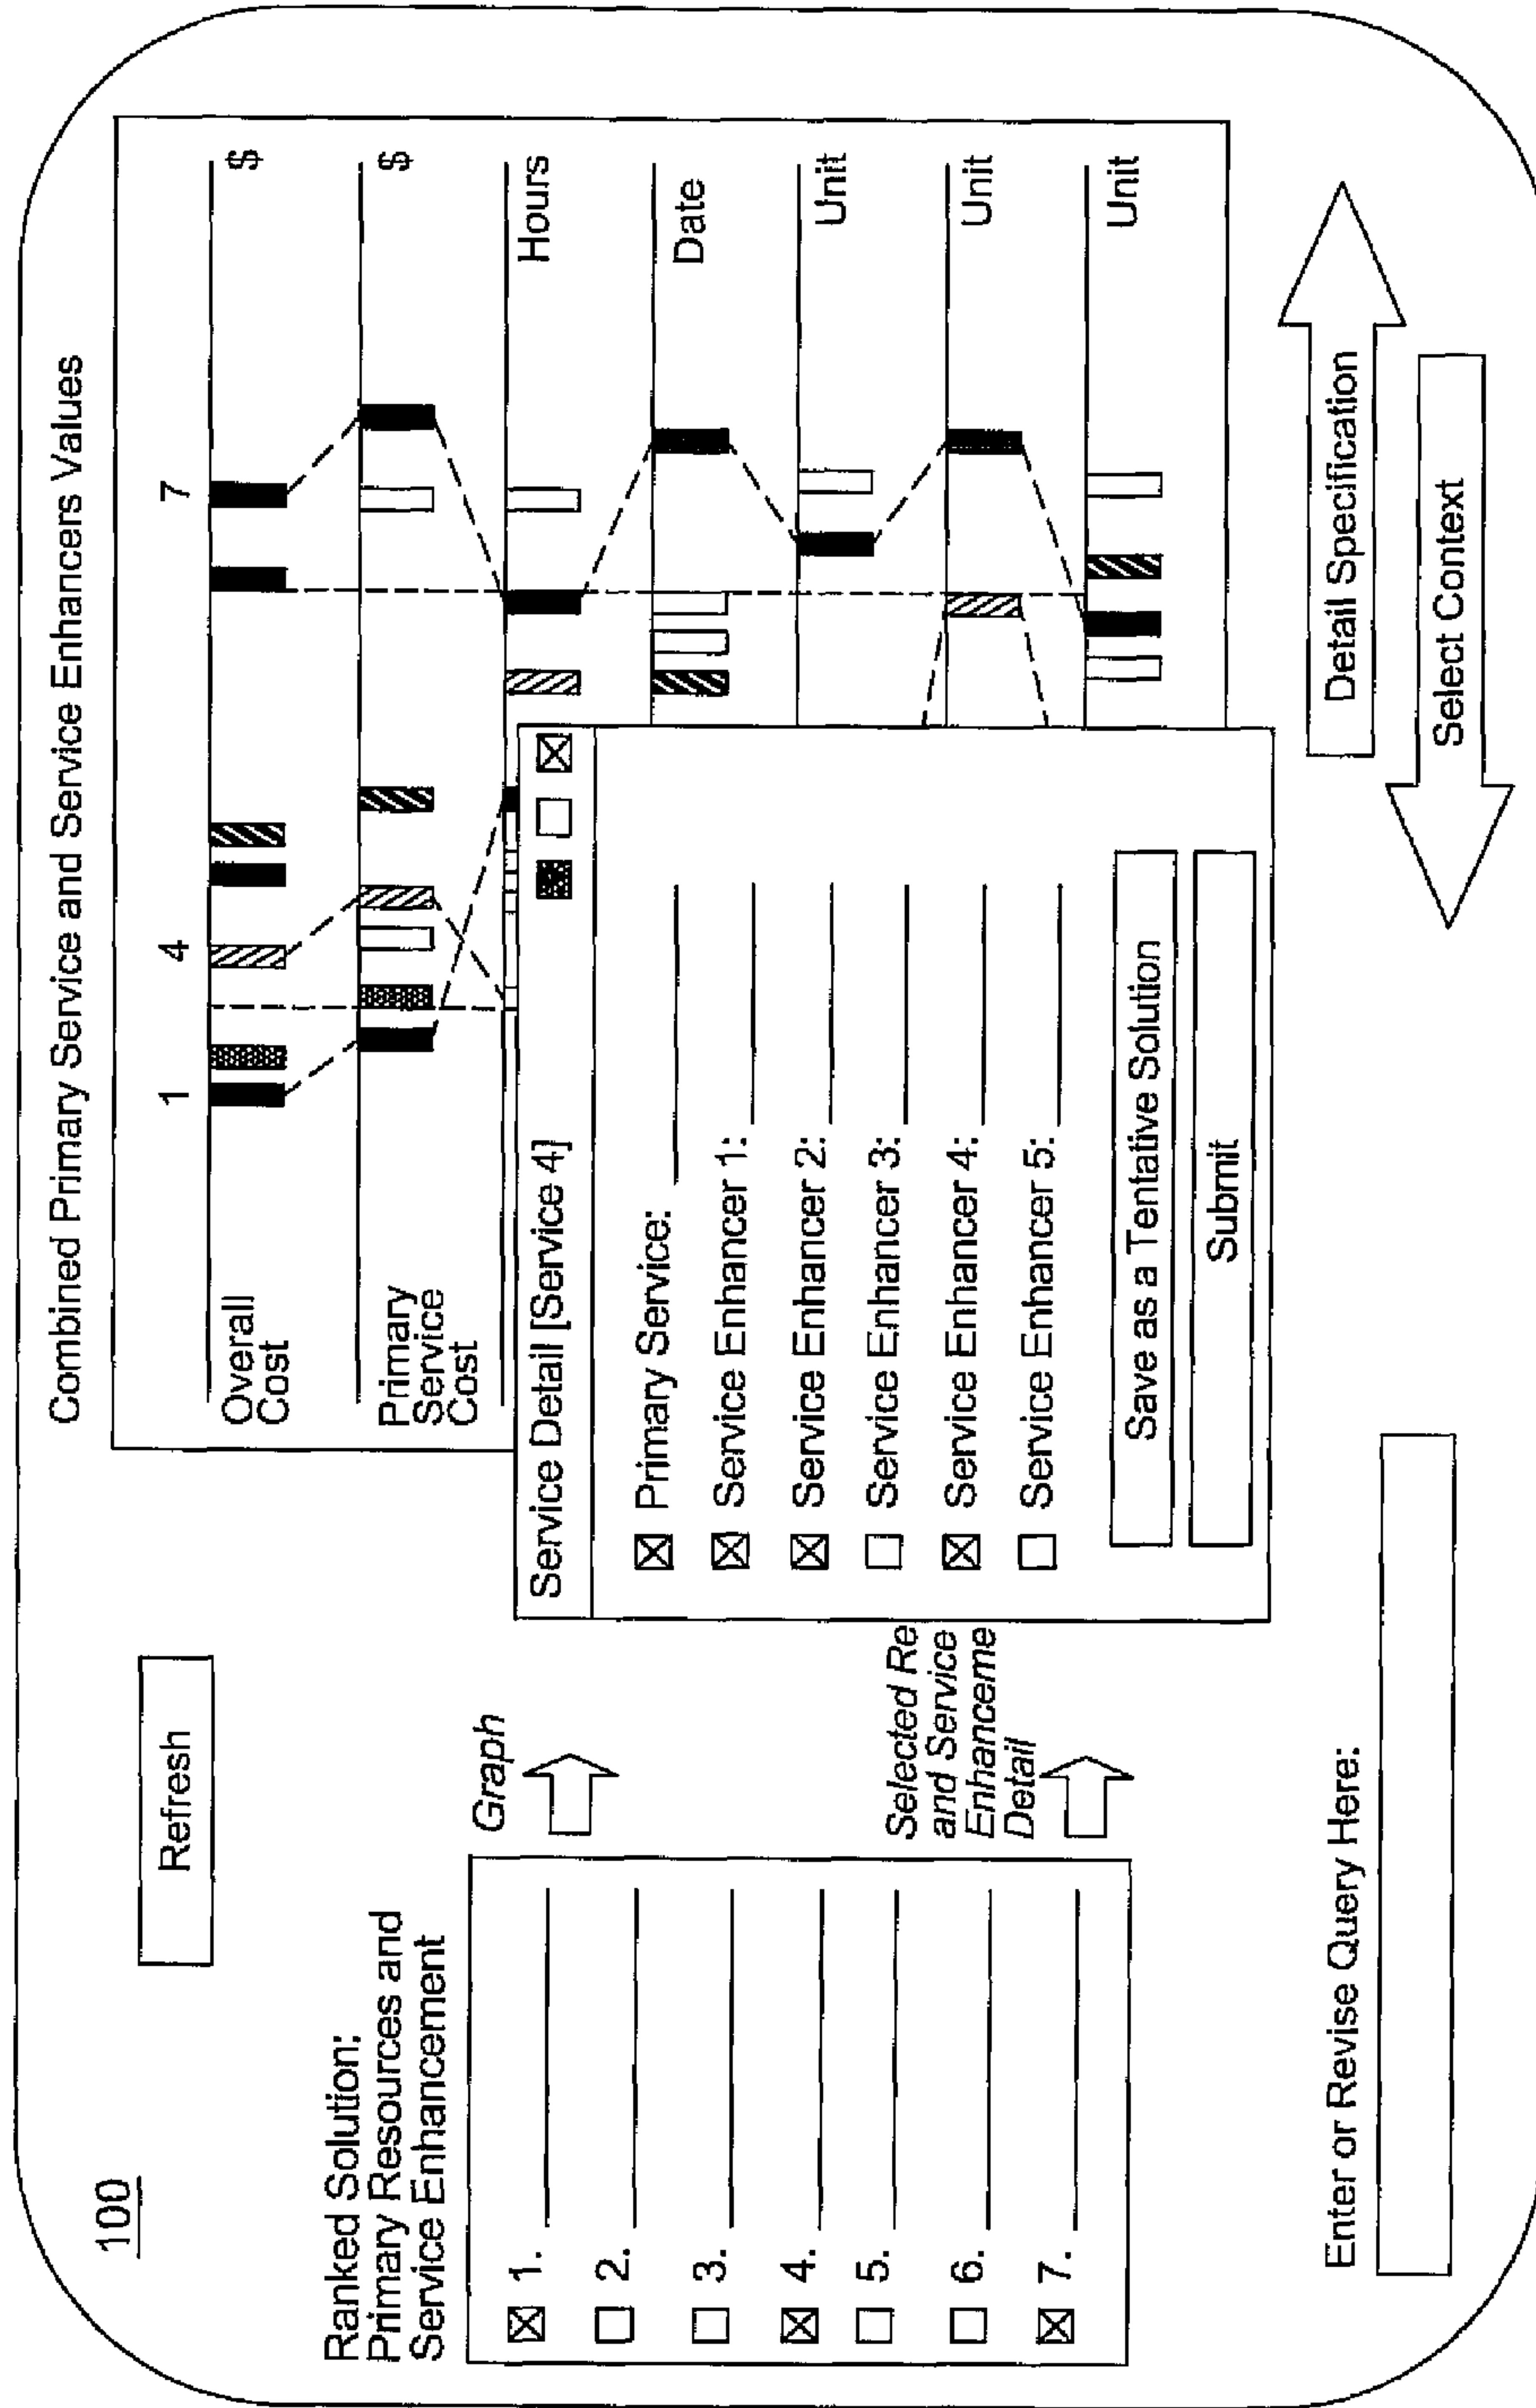 100
Refresh
Combined Primary Service and Service Enhancers Values
Ranked Solution:
Primary Resources and
Service Enhancement
1.
2.
3.
4.
5.
6.
7.
Graph
Selected Re
and Service
Enhanceme
Detail
1
4
7
Overall
Cost
$
Primary
Service
Cost
$
Hours
Date
Unit
Unit
Unit
Service Detail [Service 4]
Primary Service:
Service Enhancer 1:
Service Enhancer 2:
Service Enhancer 3:
Service Enhancer 4:
Service Enhancer 5:
Save as a Tentative Solution
Submit
Enter or Revise Query Here:
Detail Specification
Select Context